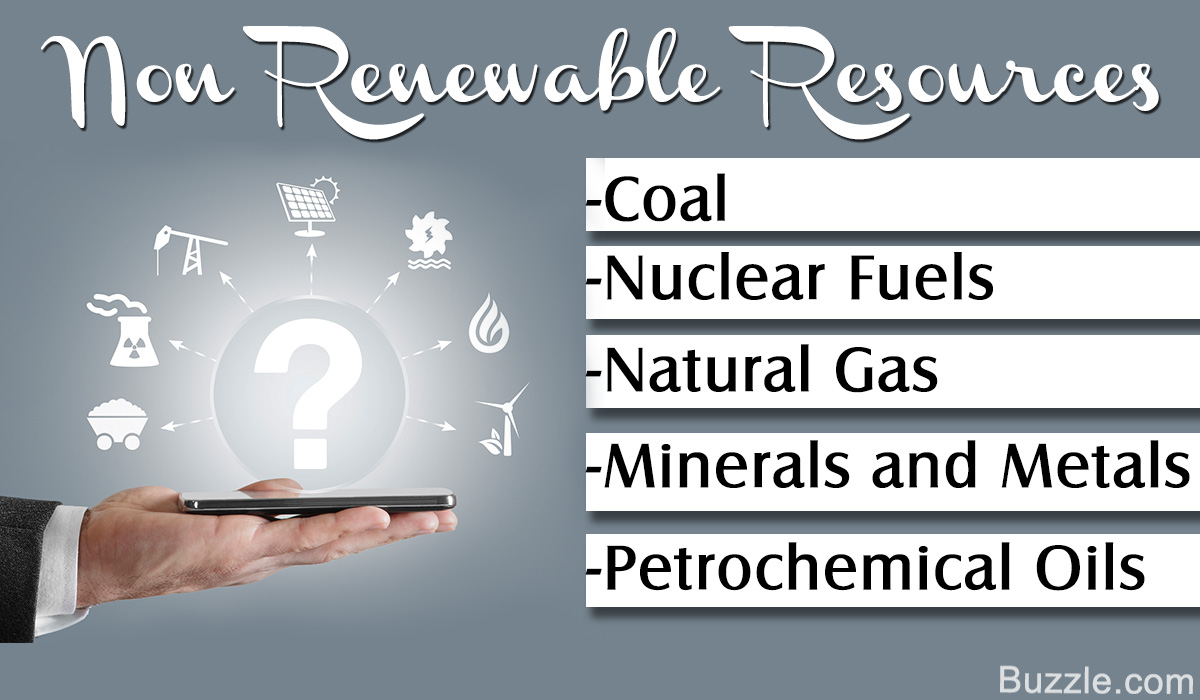 Non Renewable Resources
-Coal
-Nuclear Fuels
-Natural Gas
-Minerals and Metals
-Petrochemical Oils
?
Buzzle.com